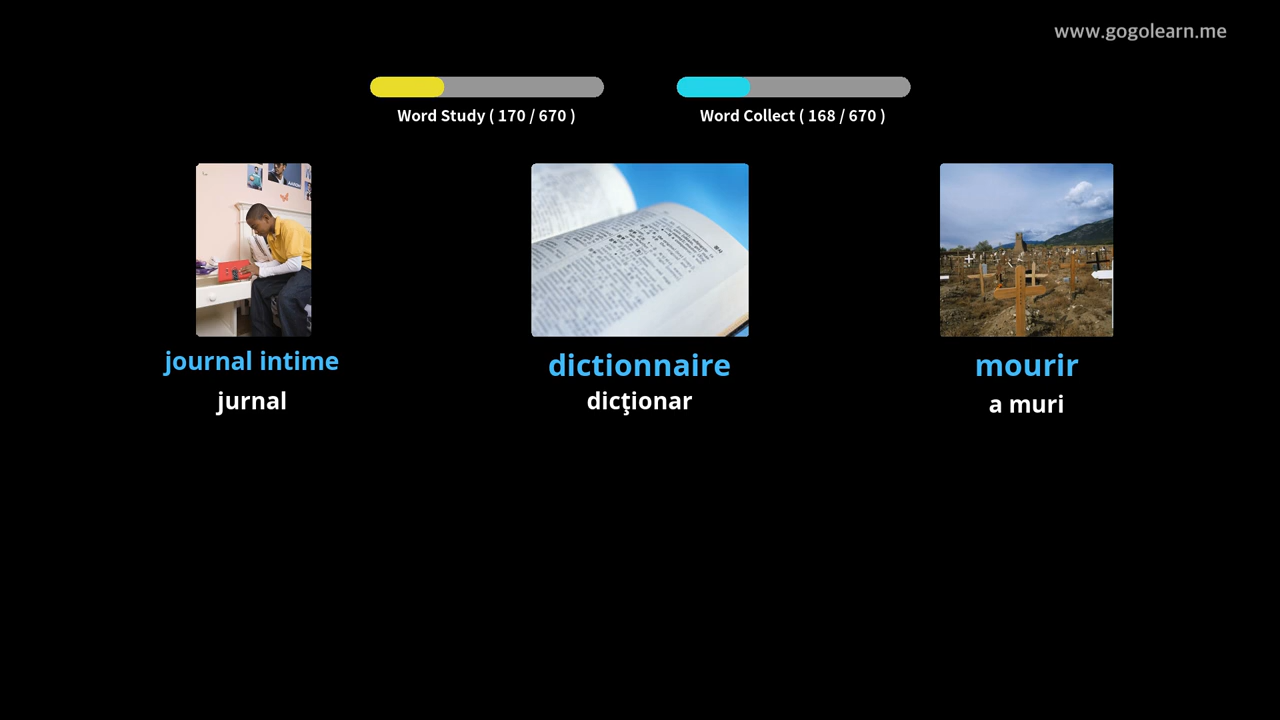 www.gogolearn.me
Word Study ( 170 / 670 )
Word Collect ( 168 / 670 )
journal intime
dictionnaire
mourir
jurnal
dicţionar
a muri